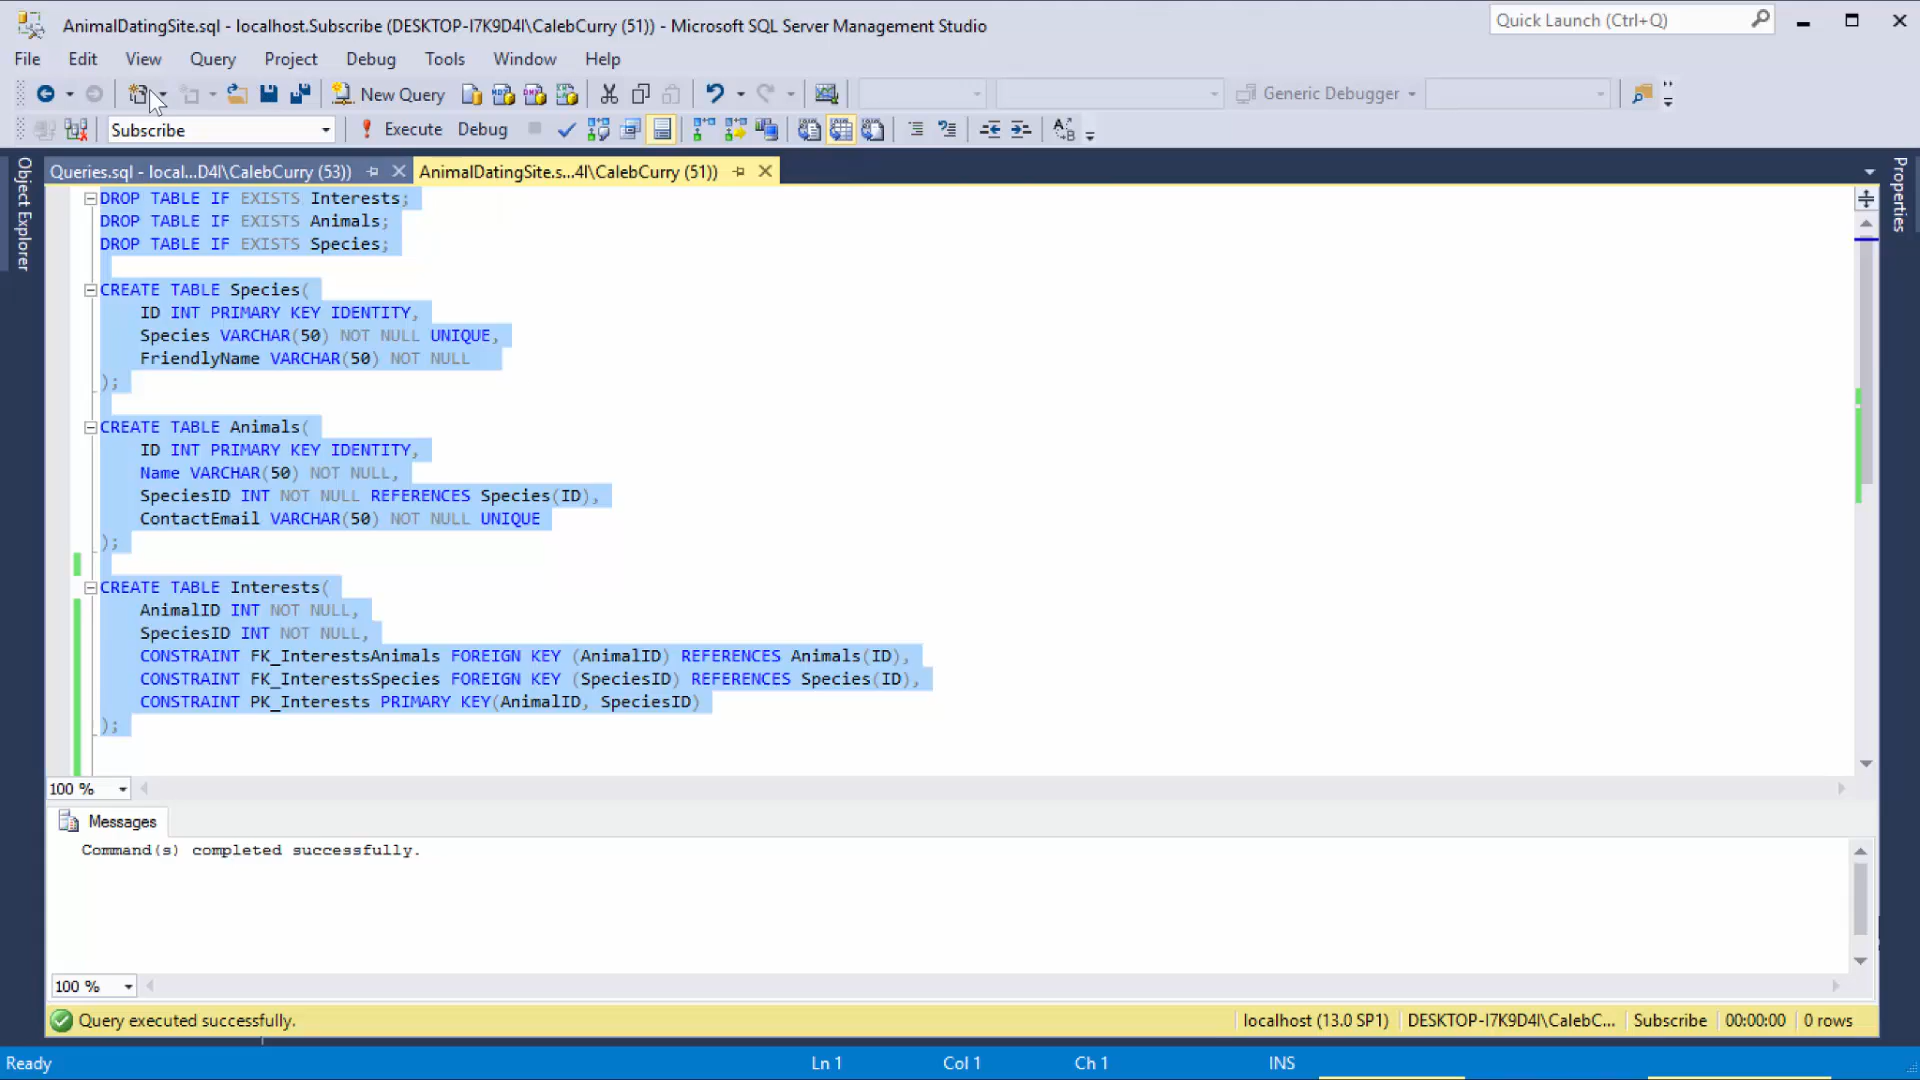 AnimalDatingSite.sql - localhost.Subscribe (DESKTOP-I7K9D4I\CalebCurry (51)) - Microsoft SQL Server Management Studio
Quick Launch (Ctrl+Q)
File Edit View Query Project Debug Tools Window Help
New Query
Generic Debugger
Subscribe
Execute Debug
Object Explorer
Queries.sql - local...D4I\CalebCurry (53))
AnimalDatingSite.s...4I\CalebCurry (51))
Properties
DROP TABLE IF EXISTS Interests;
DROP TABLE IF EXISTS Animals;
DROP TABLE IF EXISTS Species;
CREATE TABLE Species(
ID INT PRIMARY KEY IDENTITY,
Species VARCHAR(50) NOT NULL UNIQUE,
FriendlyName VARCHAR(50) NOT NULL
);
CREATE TABLE Animals(
ID INT PRIMARY KEY IDENTITY,
Name VARCHAR(50) NOT NULL,
SpeciesID INT NOT NULL REFERENCES Species(ID),
ContactEmail VARCHAR(50) NOT NULL UNIQUE
);
CREATE TABLE Interests(
AnimalID INT NOT NULL,
SpeciesID INT NOT NULL,
CONSTRAINT FK_InterestsAnimals FOREIGN KEY (AnimalID) REFERENCES Animals(ID),
CONSTRAINT FK_InterestsSpecies FOREIGN KEY (SpeciesID) REFERENCES Species(ID),
CONSTRAINT PK_Interests PRIMARY KEY(AnimalID, SpeciesID)
);
100 %
Messages
Command(s) completed successfully.
100 %
Query executed successfully.
localhost (13.0 SP1) DESKTOP-I7K9D4I\CalebC... Subscribe 00:00:00 0 rows
Ready Ln 1 Col 1 Ch 1 INS